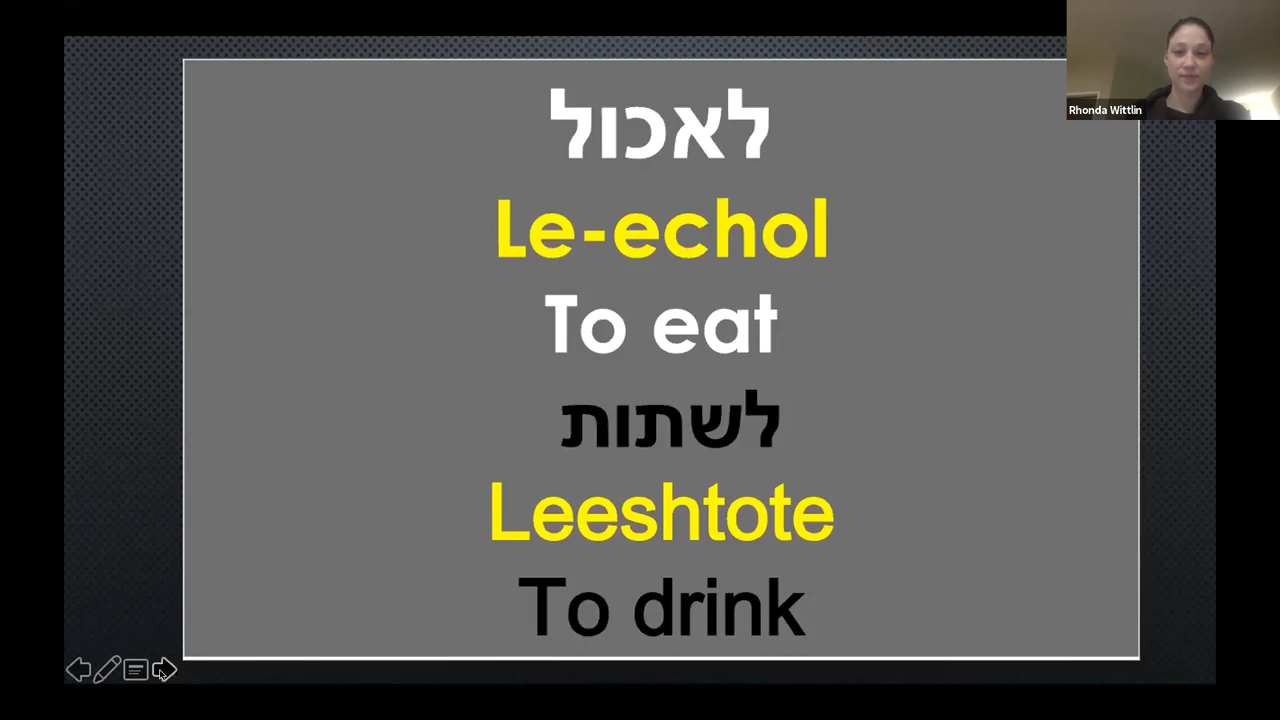 לאכול
Le-echol
To eat
לשתות
Leeshtote
To drink
Rhonda Wittlin